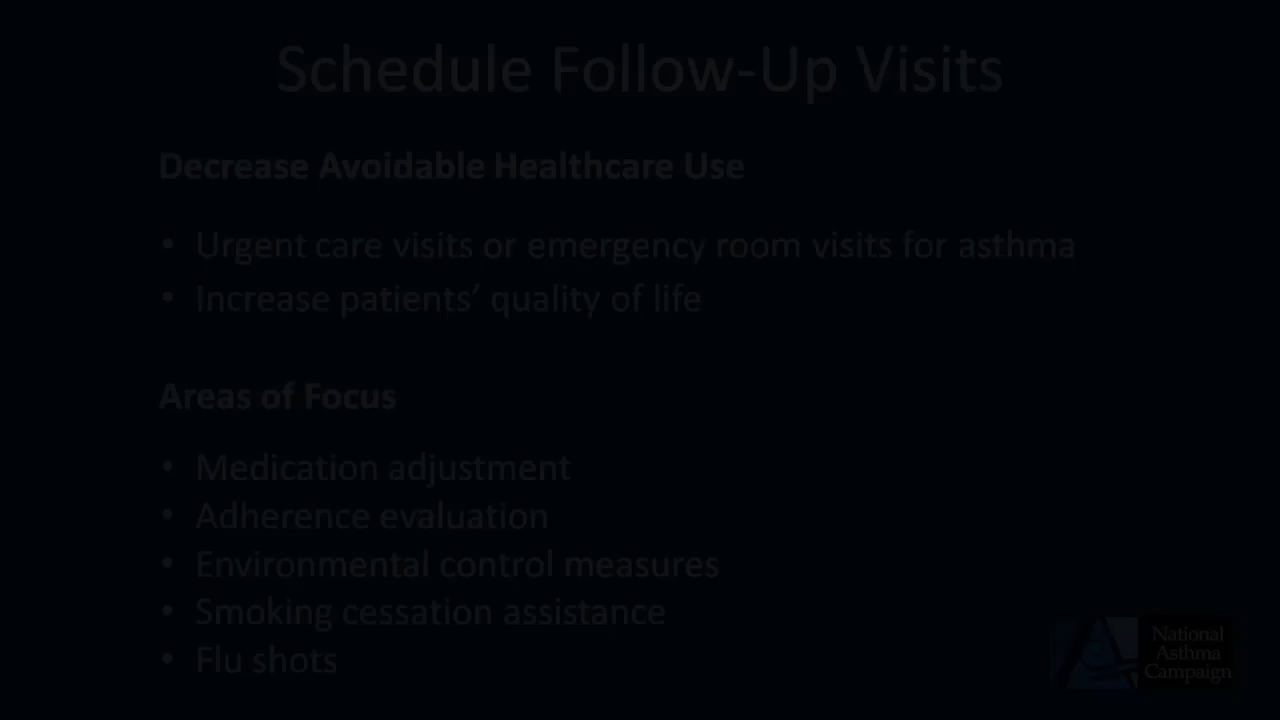 Schedule Follow-Up Visits
Decrease Avoidable Healthcare Use
• Urgent care visits or emergency room visits for asthma
• Increase patients’ quality of life
Areas of Focus
• Medication adjustment
• Adherence evaluation
• Environmental control measures
• Smoking cessation assistance
• Flu shots
National
Asthma
Campaign